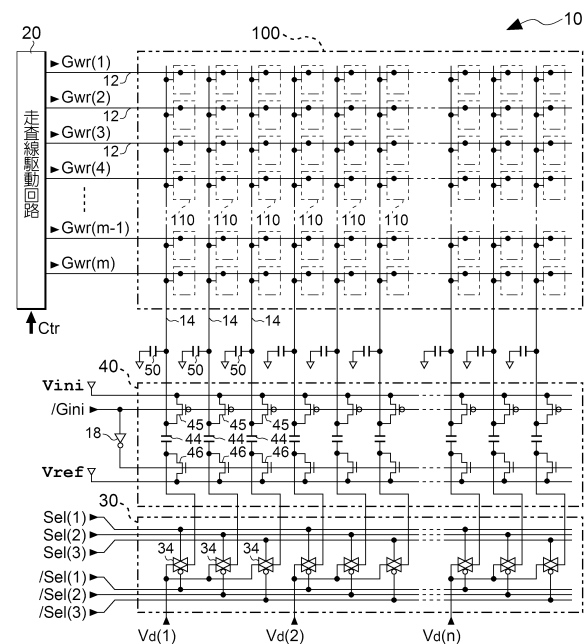 20
100
10
Gwr(1)
12
Gwr(2)
12
Gwr(3)
12
Gwr(4)
走査線駆動回路
110 110 110 110 110 110
Gwr(m-1)
Gwr(m)
Ctr
14 14 14
50 50 50
Vini
40
/Gini
45 45 45
18
44 44 44
46 46 46
Vref
30
Sel(1)
Sel(2)
Sel(3)
34 34 34
/Sel(1)
/Sel(2)
/Sel(3)
Vd(1) Vd(2) Vd(n)